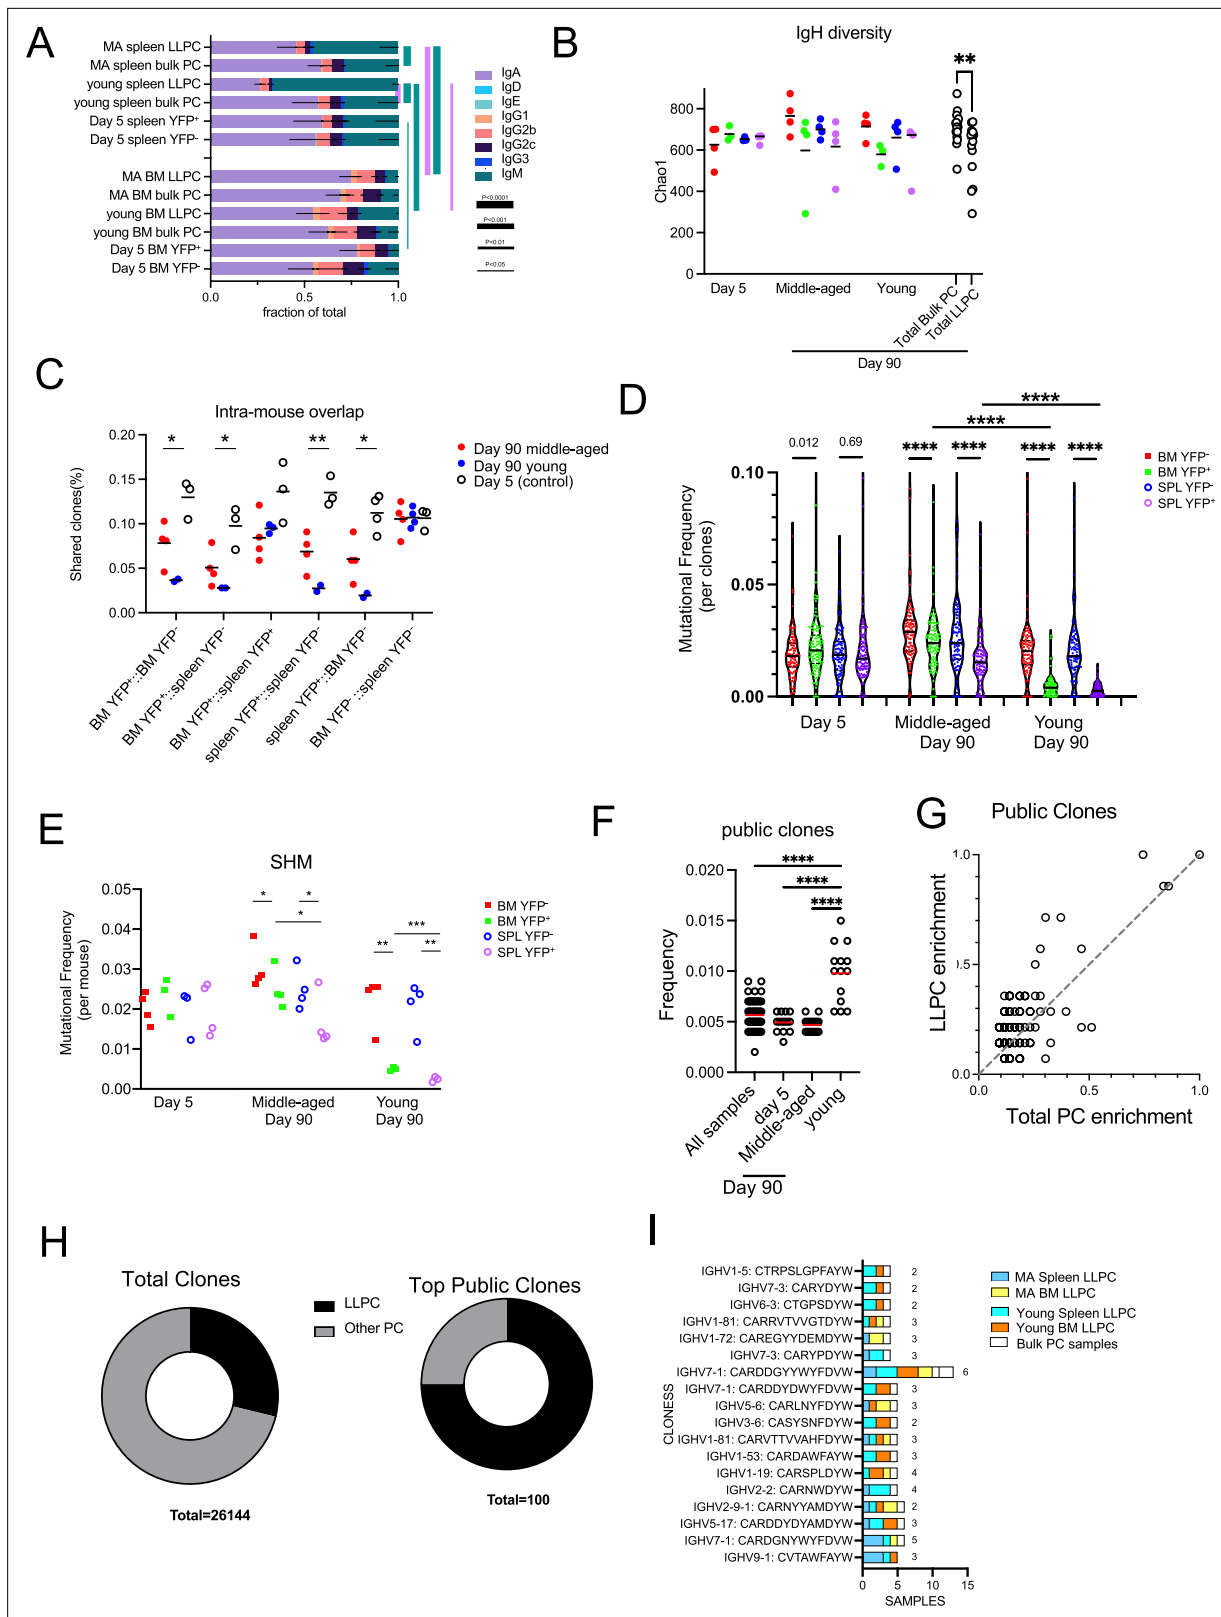 A
MA spleen LLPC
MA spleen bulk PC
young spleen LLPC
young spleen bulk PC
Day 5 spleen YFP+
Day 5 spleen YFP-
MA BM LLPC
MA BM bulk PC
young BM LLPC
young BM bulk PC
Day 5 BM YFP+
Day 5 BM YFP-
0.0 0.5 1.0
fraction of total
IgA
IgD
IgE
IgG1
IgG2b
IgG2c
IgG3
IgM
P<0.0001
P<0.001
P<0.01
P<0.05
B
IgH diversity
**
Chao1
800
600
400
200
0
Day 5 Middle-aged Young Total Bulk PC Total LLPC
Day 90
C
Intra-mouse overlap
* * ** *
Shared clones(%)
0.20
0.15
0.10
0.05
0.00
BM YFP+::BM YFP-
BM YFP+::spleen YFP-
BM YFP+::spleen YFP+
spleen YFP+::spleen YFP-
spleen YFP+::BM YFP-
BM YFP-::spleen YFP-
Day 90 middle-aged
Day 90 young
Day 5 (control)
D
****
****
0.012 0.69 **** **** **** ****
Mutational Frequency
(per clones)
0.10
0.05
0.00
Day 5 Middle-aged Young
Day 90 Day 90
BM YFP-
BM YFP+
SPL YFP-
SPL YFP+
E
SHM
* *
*
***
** **
Mutational Frequency
(per mouse)
0.05
0.04
0.03
0.02
0.01
0.00
Day 5 Middle-aged Young
Day 90 Day 90
BM YFP-
BM YFP+
SPL YFP-
SPL YFP+
F
public clones
****
****
****
Frequency
0.020
0.015
0.010
0.005
0.000
All samples
day 5
Middle-aged
young
Day 90
G
Public Clones
LLPC enrichment
1.0
.5
0.0
0.0 0.5 1.0
Total PC enrichment
H
Total Clones
LLPC
Other PC
Total=26144
Top Public Clones
Total=100
I
CLONESS
IGHV1-5: CTRPSLGPFAYW 2
IGHV7-3: CARYDYW 2
IGHV6-3: CTGPSDYW 2
IGHV1-81: CARRVTVVGTDYW 3
IGHV1-72: CAREGYYDEMDYW 3
IGHV7-3: CARYPDYW 3
IGHV7-1: CARDDGYYWYFDVW 6
IGHV7-1: CARDDYDWYFDVW 3
IGHV5-6: CARLNYFDYW 3
IGHV3-6: CASYSNFDYW 2
IGHV1-81: CARVTTVVAHFDYW 3
IGHV1-53: CARDAWFAYW 3
IGHV1-19: CARSPLDYW 4
IGHV2-2: CARNWDYW 4
IGHV2-9-1: CARNYYAMDYW 2
IGHV5-17: CARDDYDYAMDYW 3
IGHV7-1: CARDGNYWYFDVW 5
IGHV9-1: CVTAWFAYW 3
0 5 10 15
SAMPLES
MA Spleen LLPC
MA BM LLPC
Young Spleen LLPC
Young BM LLPC
Bulk PC samples